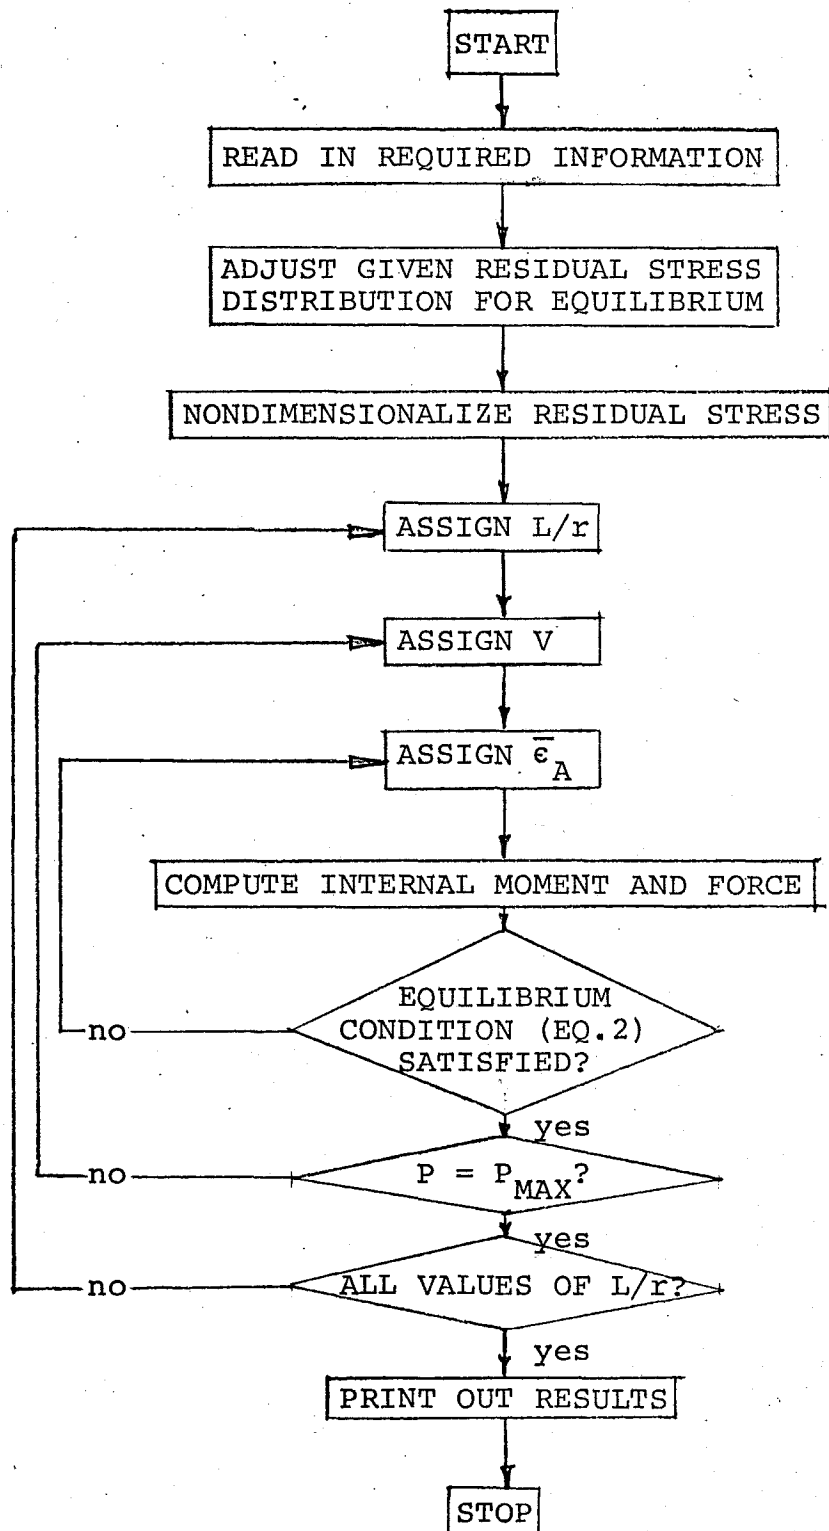 START
READ IN REQUIRED INFORMATION
ADJUST GIVEN RESIDUAL STRESS
DISTRIBUTION FOR EQUILIBRIUM
NONDIMENSIONALIZE RESIDUAL STRESS
ASSIGN L/r
ASSIGN V
ASSIGN ϵ̅_A
COMPUTE INTERNAL MOMENT AND FORCE
EQUILIBRIUM
no CONDITION (EQ.2)
SATISFIED?
yes
no P = P_MAX?
yes
no ALL VALUES OF L/r?
yes
PRINT OUT RESULTS
STOP